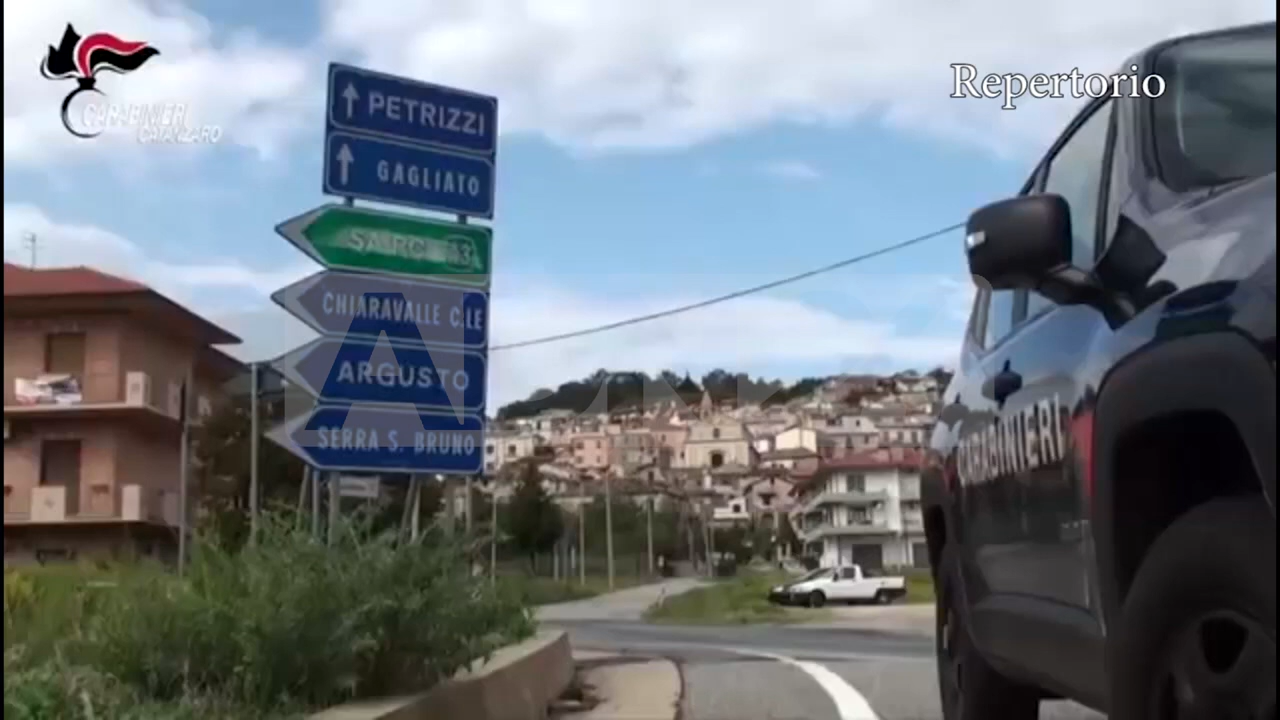 CARABINIERI
CATANZARO
Repertorio
PETRIZZI
GAGLIATO
CHIARAVALLE C.LE
ARGUSTO
SERRA S. BRUNO
CARABINIERI